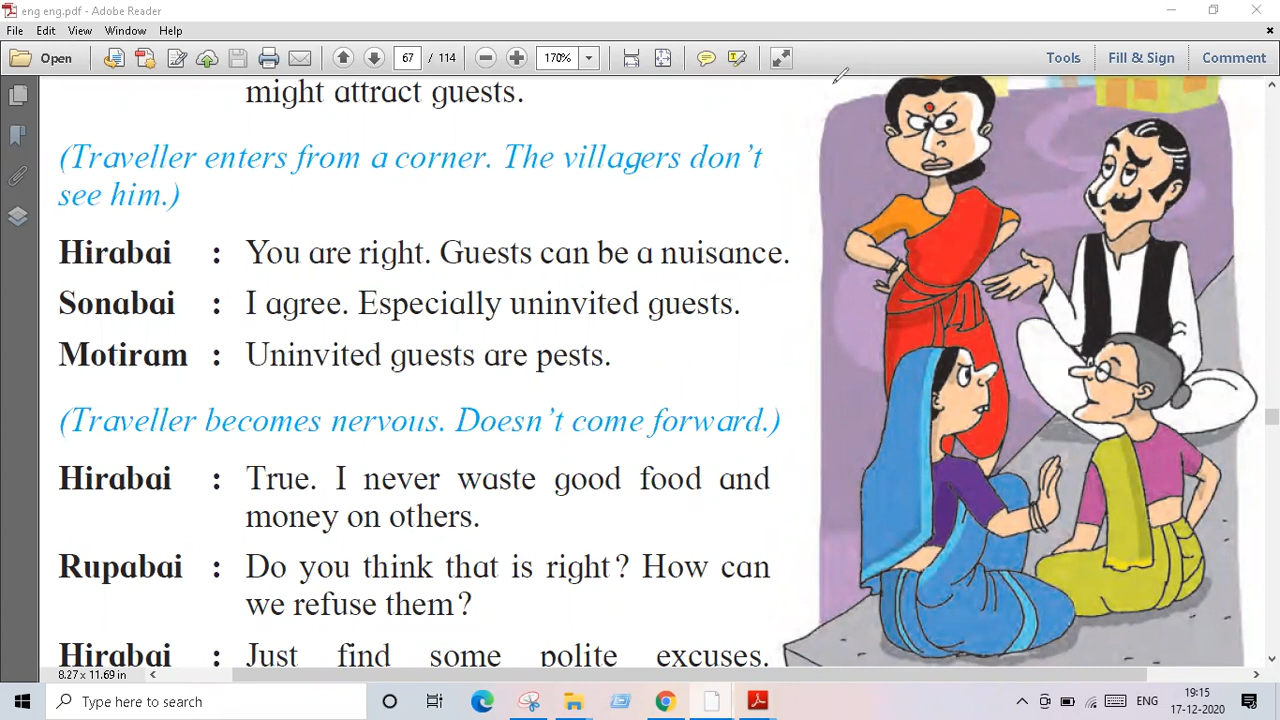 eng eng.pdf - Adobe Reader
File Edit View Window Help
Open 67 / 114 170% Tools Fill & Sign Comment
might attract guests.
(Traveller enters from a corner. The villagers don't
see him.)
Hirabai : You are right. Guests can be a nuisance.
Sonabai : I agree. Especially uninvited guests.
Motiram : Uninvited guests are pests.
(Traveller becomes nervous. Doesn't come forward.)
Hirabai : True. I never waste good food and
money on others.
Rupabai : Do you think that is right? How can
we refuse them?
Hirabai : Just find some polite excuses.
8.27 x 11.69 in
Type here to search ENG 19:15
17-12-2020